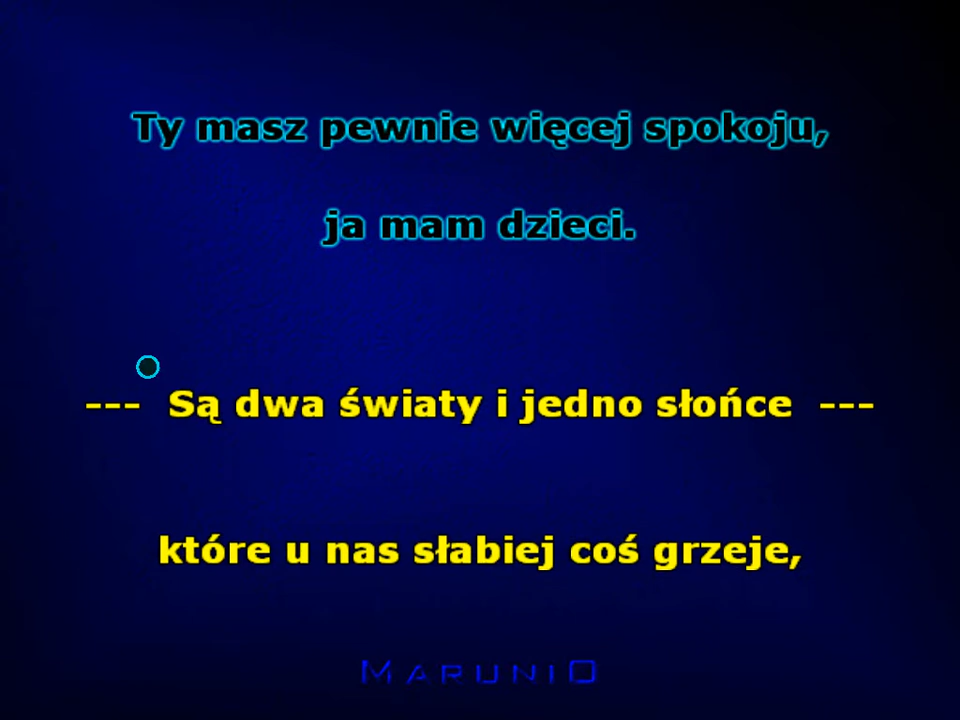 Ty masz pewnie więcej spokoju,
ja mam dzieci.
--- Są dwa światy i jedno słońce ---
które u nas słabiej coś grzeje,
MARUNIO